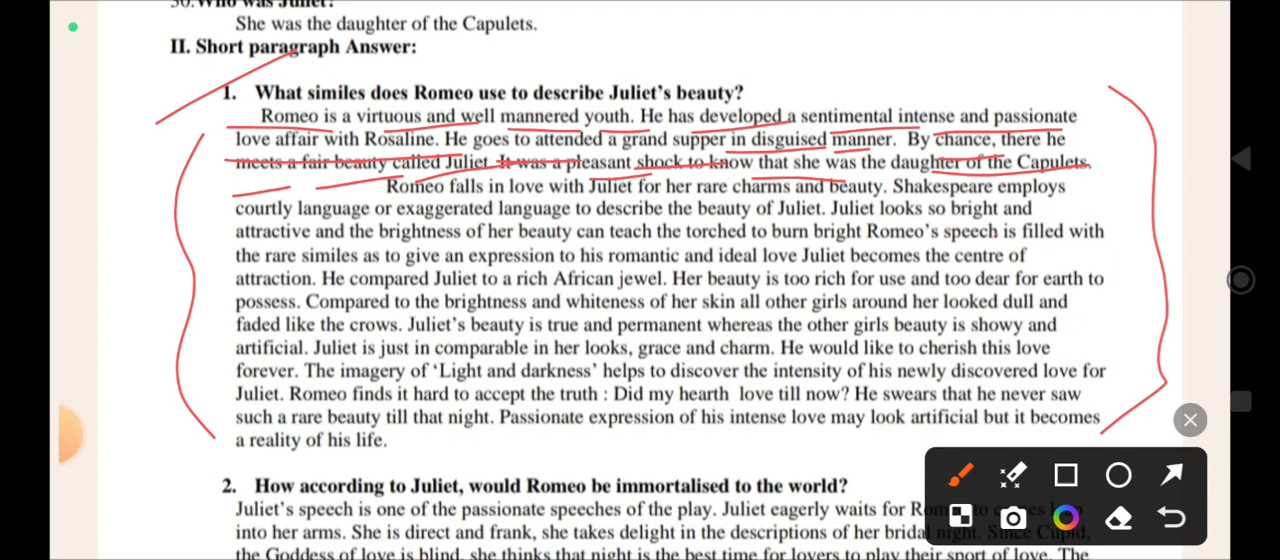 30. Who was Juliet?
She was the daughter of the Capulets.
II. Short paragraph Answer:
1. What similes does Romeo use to describe Juliet's beauty?
Romeo is a virtuous and well mannered youth. He has developed a sentimental intense and passionate
love affair with Rosaline. He goes to attended a grand supper in disguised manner. By chance, there he
meets a fair beauty called Juliet. It was a pleasant shock to know that she was the daughter of the Capulets.
Romeo falls in love with Juliet for her rare charms and beauty. Shakespeare employs
courtly language or exaggerated language to describe the beauty of Juliet. Juliet looks so bright and
attractive and the brightness of her beauty can teach the torched to burn bright Romeo's speech is filled with
the rare similes as to give an expression to his romantic and ideal love Juliet becomes the centre of
attraction. He compared Juliet to a rich African jewel. Her beauty is too rich for use and too dear for earth to
possess. Compared to the brightness and whiteness of her skin all other girls around her looked dull and
faded like the crows. Juliet's beauty is true and permanent whereas the other girls beauty is showy and
artificial. Juliet is just in comparable in her looks, grace and charm. He would like to cherish this love
forever. The imagery of 'Light and darkness' helps to discover the intensity of his newly discovered love for
Juliet. Romeo finds it hard to accept the truth : Did my hearth love till now? He swears that he never saw
such a rare beauty till that night. Passionate expression of his intense love may look artificial but it becomes
a reality of his life.
2. How according to Juliet, would Romeo be immortalised to the world?
Juliet's speech is one of the passionate speeches of the play. Juliet eagerly waits for
into her arms. She is direct and frank, she takes delight in the descriptions of her bridal night. Since Cupid,
the Goddess of love is blind, she thinks that night is the best time for lovers to play their sport of love. The